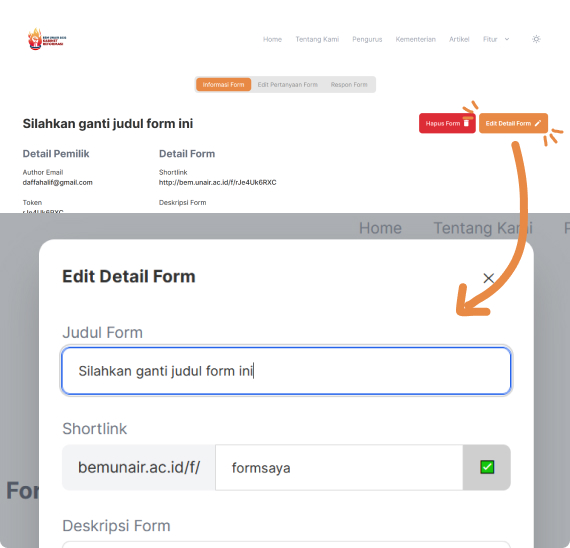 BEM UNAIR 2024
KABINET
REFORMASI
Home Tentang Kami Pengurus Kementerian Artikel Fitur
Informasi Form Edit Pertanyaan Form Respon Form
Silahkan ganti judul form ini
Hapus Form Edit Detail Form
Detail Pemilik Detail Form
Author Email Shortlink
daffahalif@gmail.com http://bem.unair.ac.id/f/rJe4Uk6RXC
Token Deskripsi Form
rJe4Uk6RXC
Home Tentang Kami
Edit Detail Form
Judul Form
Silahkan ganti judul form ini
Shortlink
bemunair.ac.id/f/ formsaya
For
Deskripsi Form